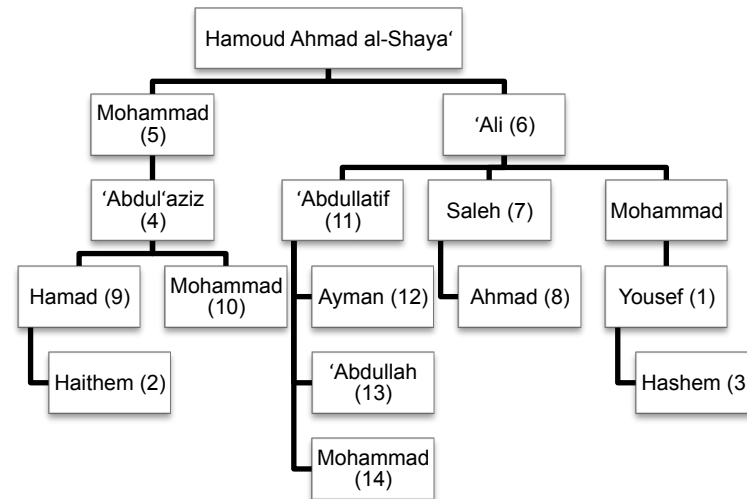 Hamoud Ahmad al-Shaya‘
Mohammad
(5)
‘Ali (6)
‘Abdul‘aziz
(4)
‘Abdullatif
(11)
Saleh (7)
Mohammad
Hamad (9)
Mohammad
(10)
Ayman (12)
Ahmad (8)
Yousef (1)
Haithem (2)
‘Abdullah
(13)
Hashem (3
Mohammad
(14)